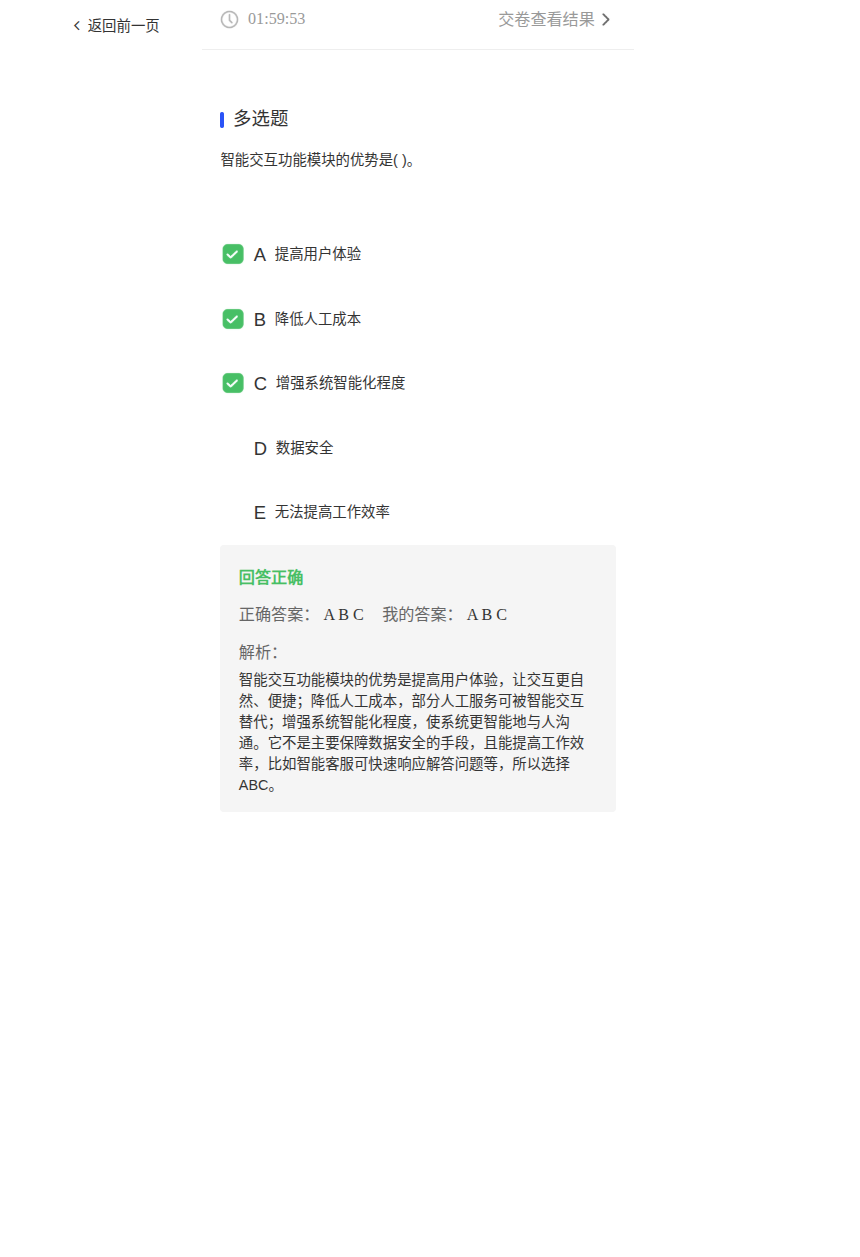 返回前一页
01:59:53
交卷查看结果
多选题
智能交互功能模块的优势是( )。
A 提高用户体验
B 降低人工成本
C 增强系统智能化程度
D 数据安全
E 无法提高工作效率
回答正确
正确答案： A B C 我的答案： A B C
解析：
智能交互功能模块的优势是提高用户体验，让交互更自
然、便捷；降低人工成本，部分人工服务可被智能交互
替代；增强系统智能化程度，使系统更智能地与人沟
通。它不是主要保障数据安全的手段，且能提高工作效
率，比如智能客服可快速响应解答问题等，所以选择
ABC。